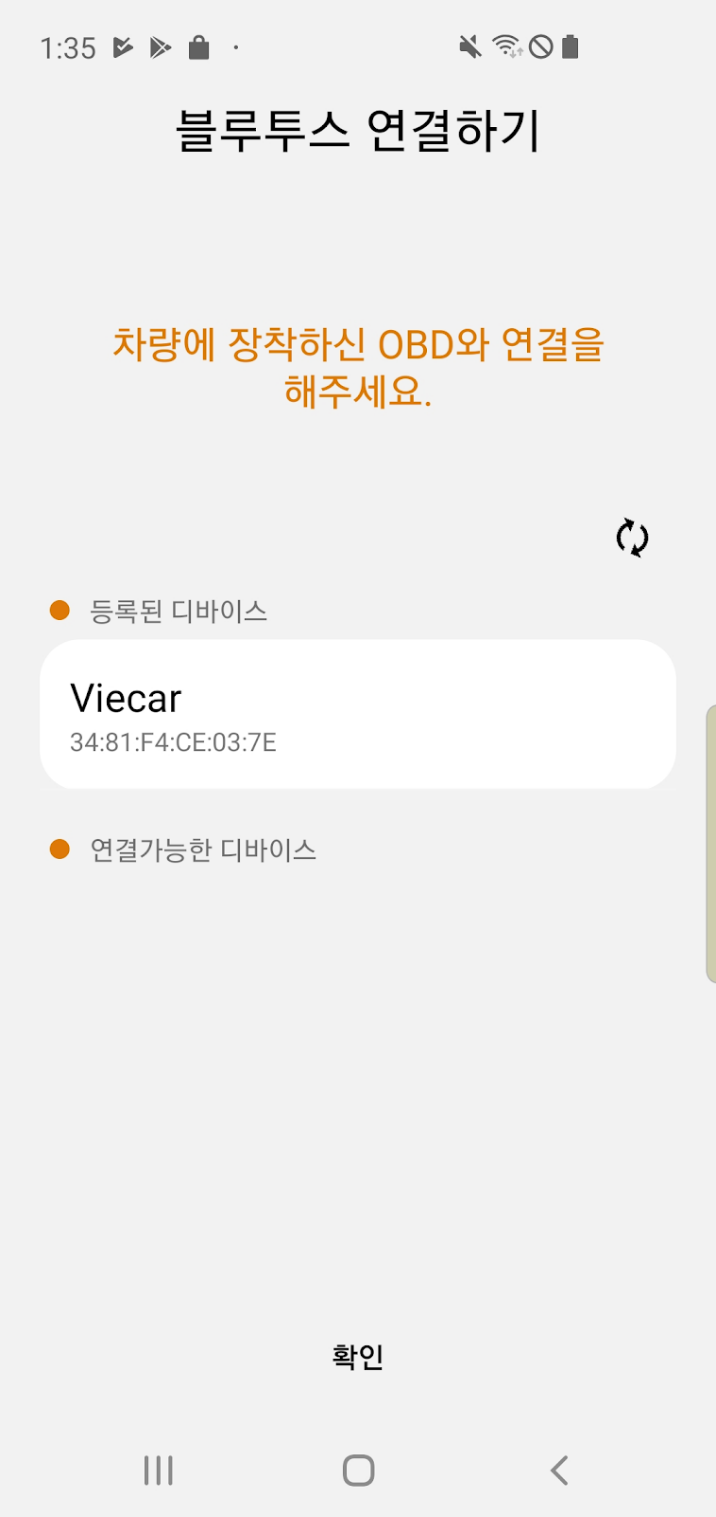 1:35
블루투스 연결하기
차량에 장착하신 OBD와 연결을
해주세요.
등록된 디바이스
Viecar
34:81:F4:CE:03:7E
연결가능한 디바이스
확인